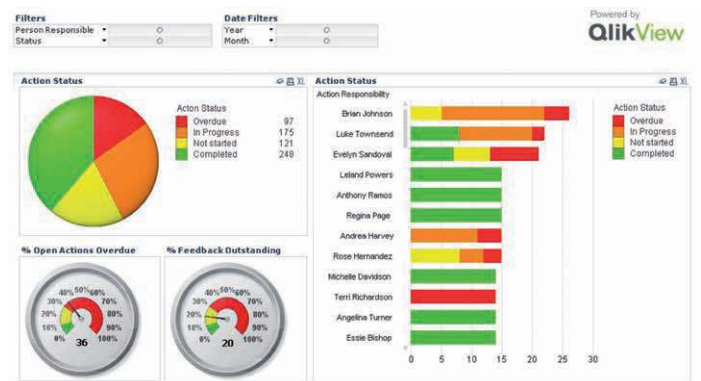 Filters
Person Responsible
Status
Date Filters
Year
Month
Powered by
QlikView
Action Status
XL
Acton Status
Overdue 97
In Progress 175
Not started 121
Completed 248
% Open Actions Overdue
0%
10%
20%
30%
40%
50%
60%
70%
80%
90%
100%
36
% Feedback Outstanding
0%
10%
20%
30%
40%
50%
60%
70%
80%
90%
100%
20
Action Status
XL
Action Responsibility
Brian Johnson
Luke Townsend
Evelyn Sandoval
Leland Powers
Anthony Ramos
Regina Page
Andrea Harvey
Rose Hernandez
Michelle Davidson
Terri Richardson
Angelina Turner
Essie Bishop
0 5 10 15 20 25 30
Action Status
Overdue
In Progress
Not started
Completed